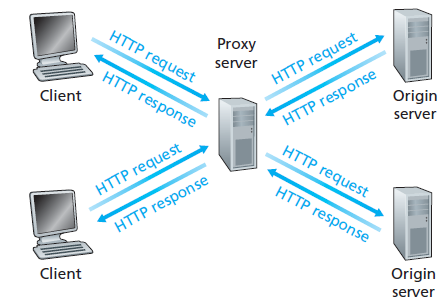 HTTP request
HTTP response
Client
Proxy
server
HTTP request
HTTP response
Origin
server
HTTP request
HTTP response
Client
HTTP request
HTTP response
Origin
server